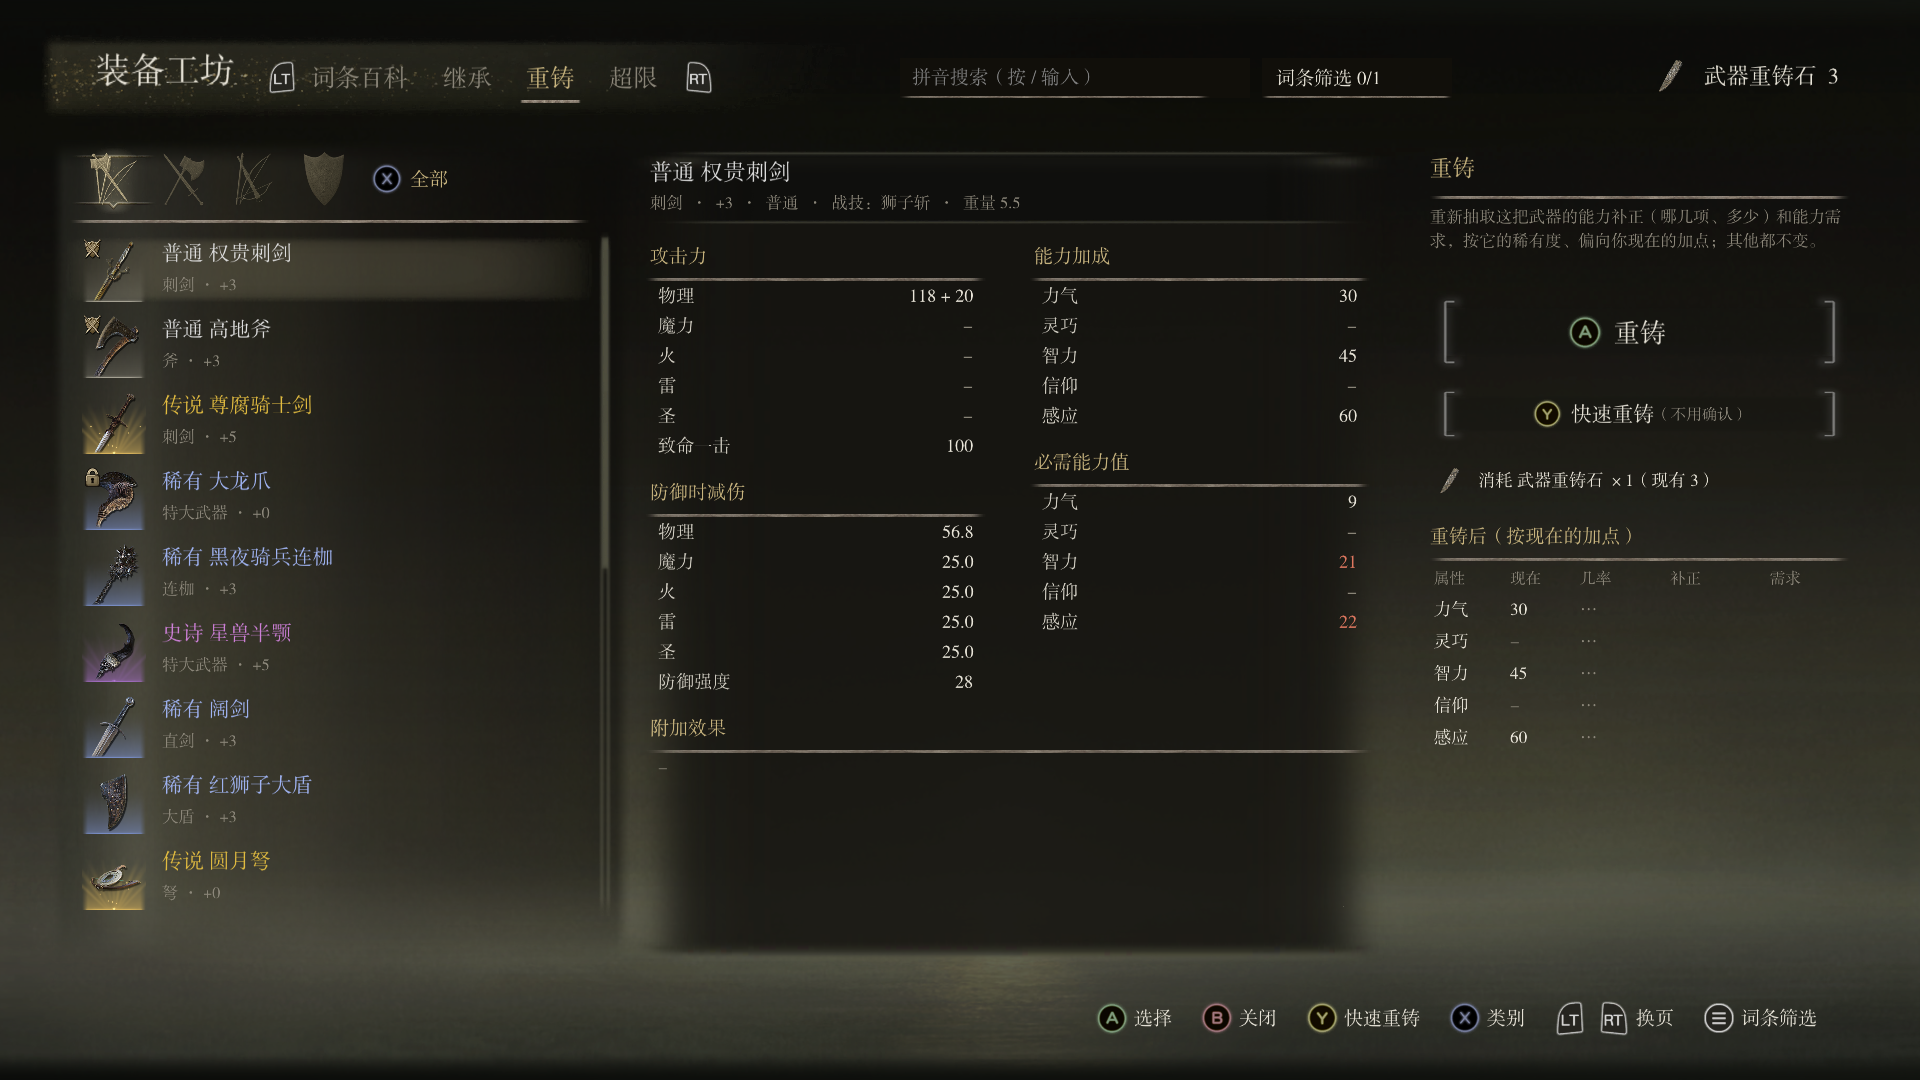 装备工坊 LT 词条百科 继承 重铸 超限 RT 拼音搜索（按 / 输入） 词条筛选 0/1 武器重铸石 3
X 全部
普通 权贵刺剑
刺剑 · +3
普通 高地斧
斧 · +3
传说 尊腐骑士剑
刺剑 · +5
稀有 大龙爪
特大武器 · +0
稀有 黑夜骑兵连枷
连枷 · +3
史诗 星兽半颚
特大武器 · +5
稀有 阔剑
直剑 · +3
稀有 红狮子大盾
大盾 · +3
传说 圆月弩
弩 · +0
普通 权贵刺剑
刺剑 · +3 · 普通 · 战技：狮子斩 · 重量 5.5
攻击力
物理 118 + 20
魔力 –
火 –
雷 –
圣 –
致命一击 100
防御时减伤
物理 56.8
魔力 25.0
火 25.0
雷 25.0
圣 25.0
防御强度 28
附加效果
–
能力加成
力气 30
灵巧 –
智力 45
信仰 –
感应 60
必需能力值
力气 9
灵巧 –
智力 21
信仰 –
感应 22
重铸
重新抽取这把武器的能力补正（哪几项、多少）和能力需
求，按它的稀有度、偏向你现在的加点；其他都不变。
A 重铸
Y 快速重铸（不用确认）
消耗 武器重铸石 ×1（现有 3）
重铸后（按现在的加点）
属性 现在 几率 补正 需求
力气 30 ···
灵巧 – ···
智力 45 ···
信仰 – ···
感应 60 ···
A 选择 B 关闭 Y 快速重铸 X 类别 LT RT 换页 词条筛选